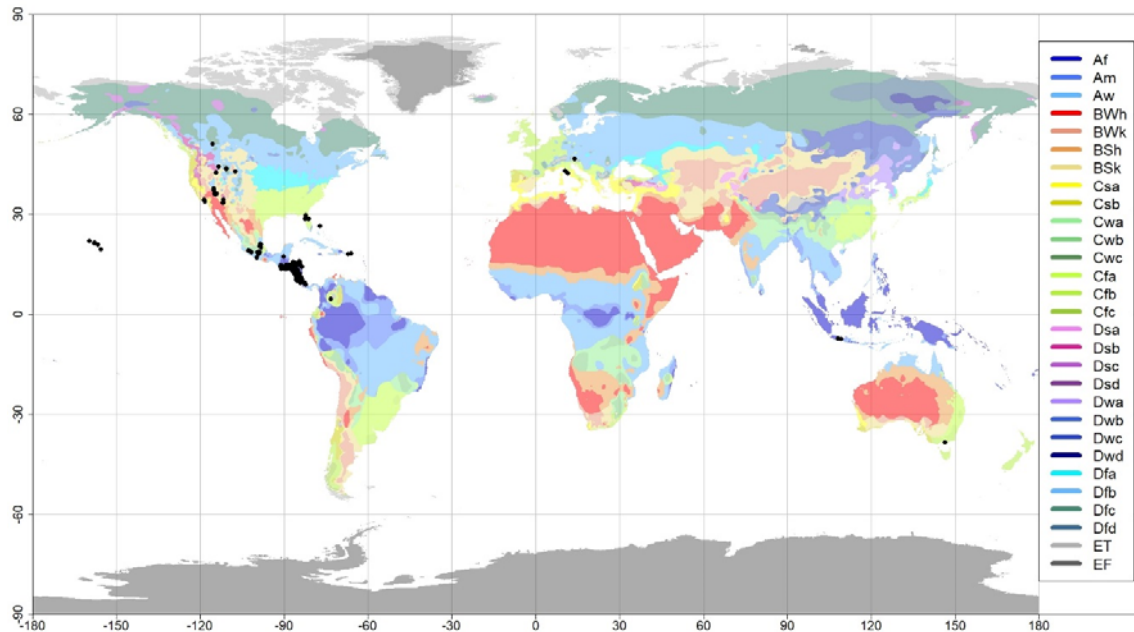 90
60
30
0
-30
-60
-90
-180
-150
-120
-90
-60
-30
0
30
60
90
120
150
180
Af
Am
Aw
BWh
BWk
BSh
BSk
Csa
Csb
Cwa
Cwb
Cwc
Cfa
Cfb
Cfc
Dsa
Dsb
Dsc
Dsd
Dwa
Dwb
Dwc
Dwd
Dfa
Dfb
Dfc
Dfd
ET
EF